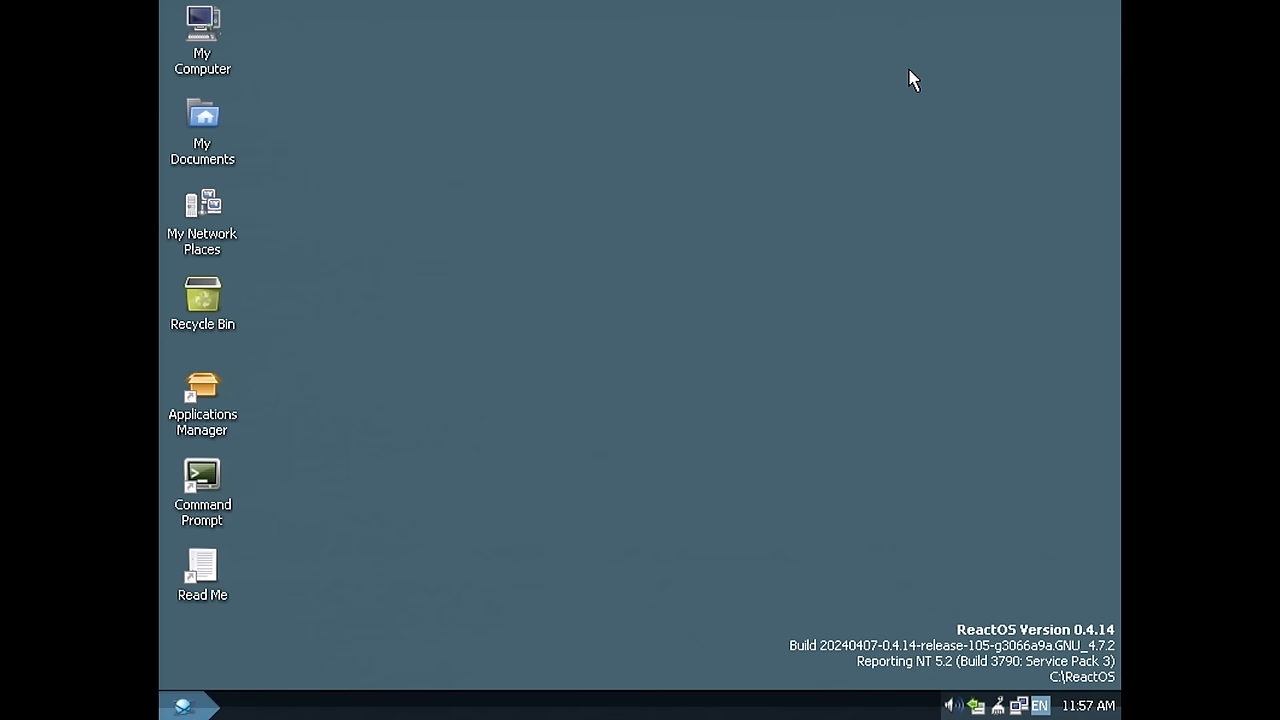 My
Computer
My
Documents
My Network
Places
Recycle Bin
Applications
Manager
Command
Prompt
Read Me
ReactOS Version 0.4.14
Build 20240407-0.4.14-release-105-g3066a9a.GNU_4.7.2
Reporting NT 5.2 (Build 3790: Service Pack 3)
C:\ReactOS
EN
11:57 AM